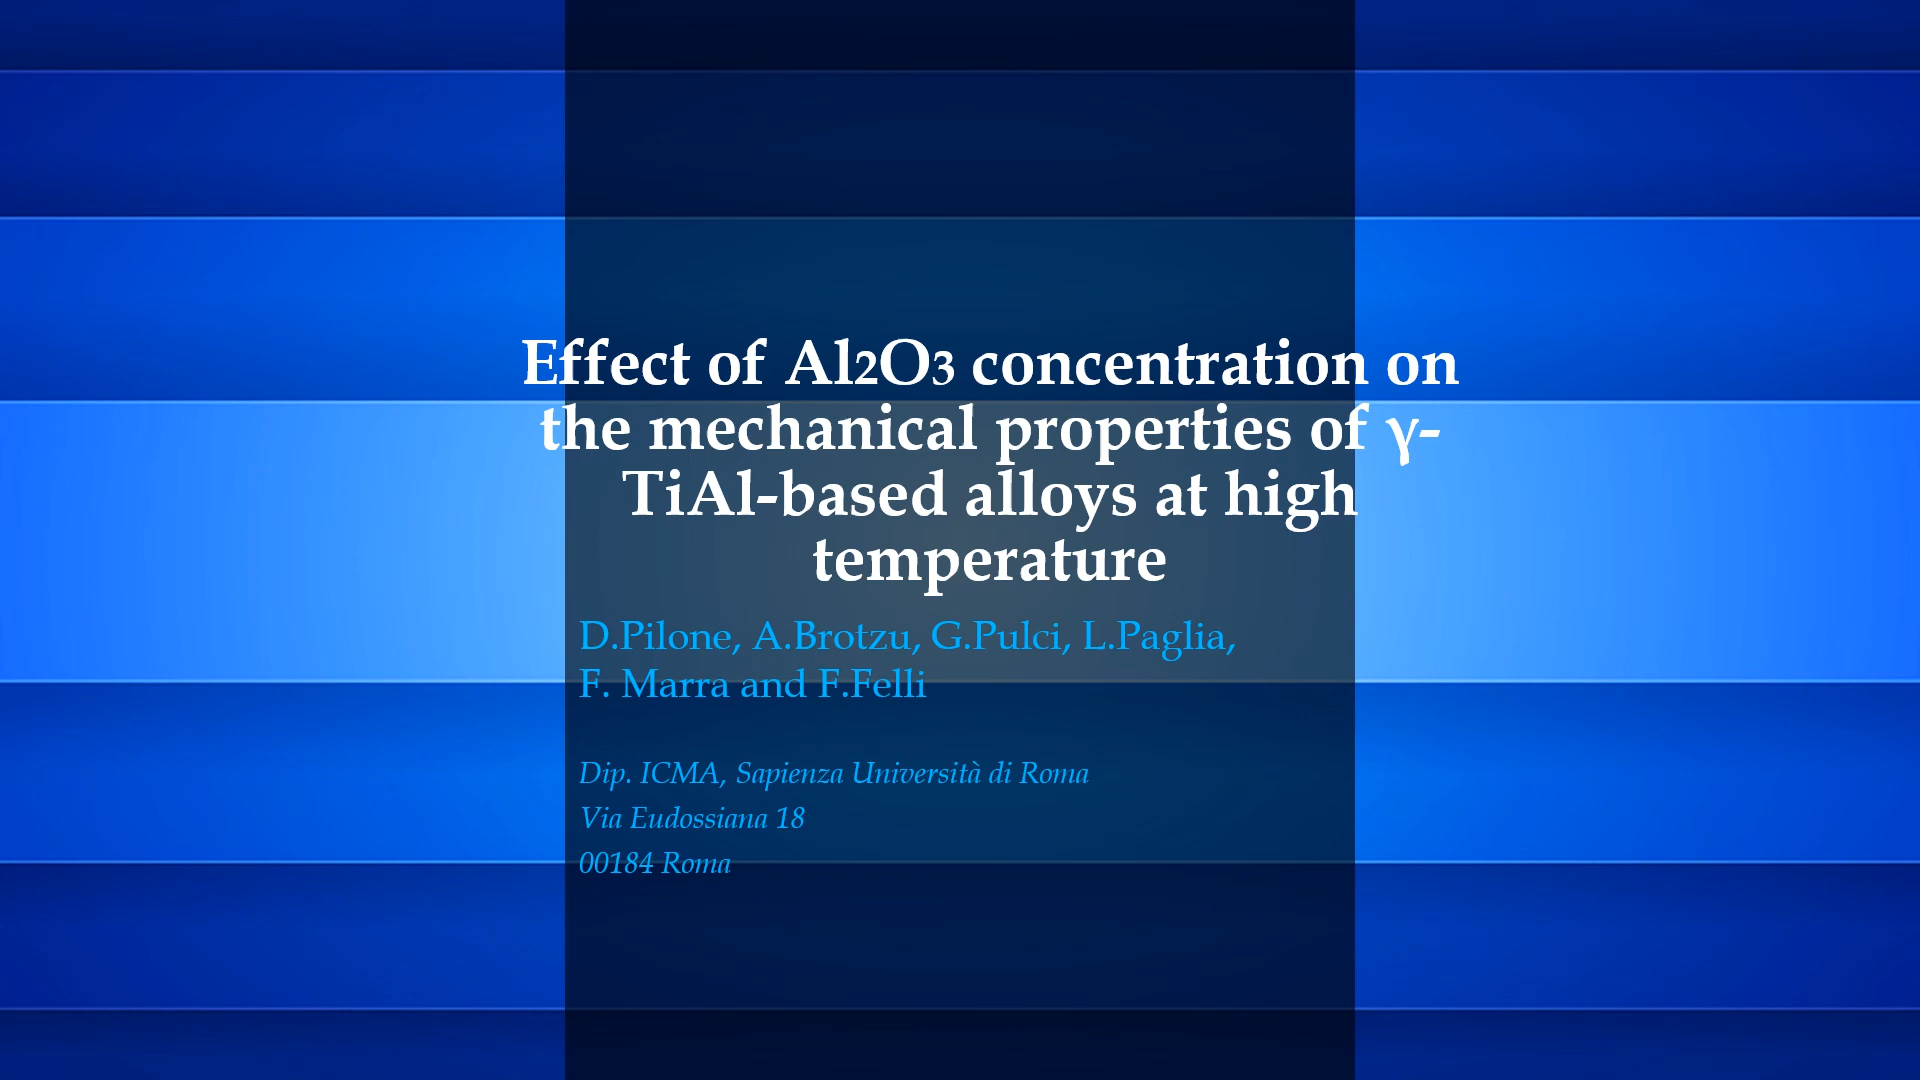 Effect of Al2O3 concentration on
the mechanical properties of γ-
TiAl-based alloys at high
temperature
D.Pilone, A.Brotzu, G.Pulci, L.Paglia,
F. Marra and F.Felli
Dip. ICMA, Sapienza Università di Roma
Via Eudossiana 18
00184 Roma